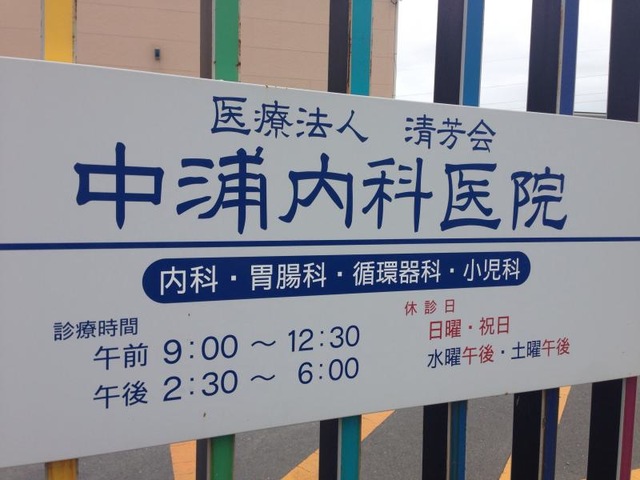 医療法人 清芳会
中浦内科医院
内科・胃腸科・循環器科・小児科
診療時間
午前 9:00 〜 12:30
午後 2:30 〜 6:00
休診日
日曜・祝日
水曜午後・土曜午後